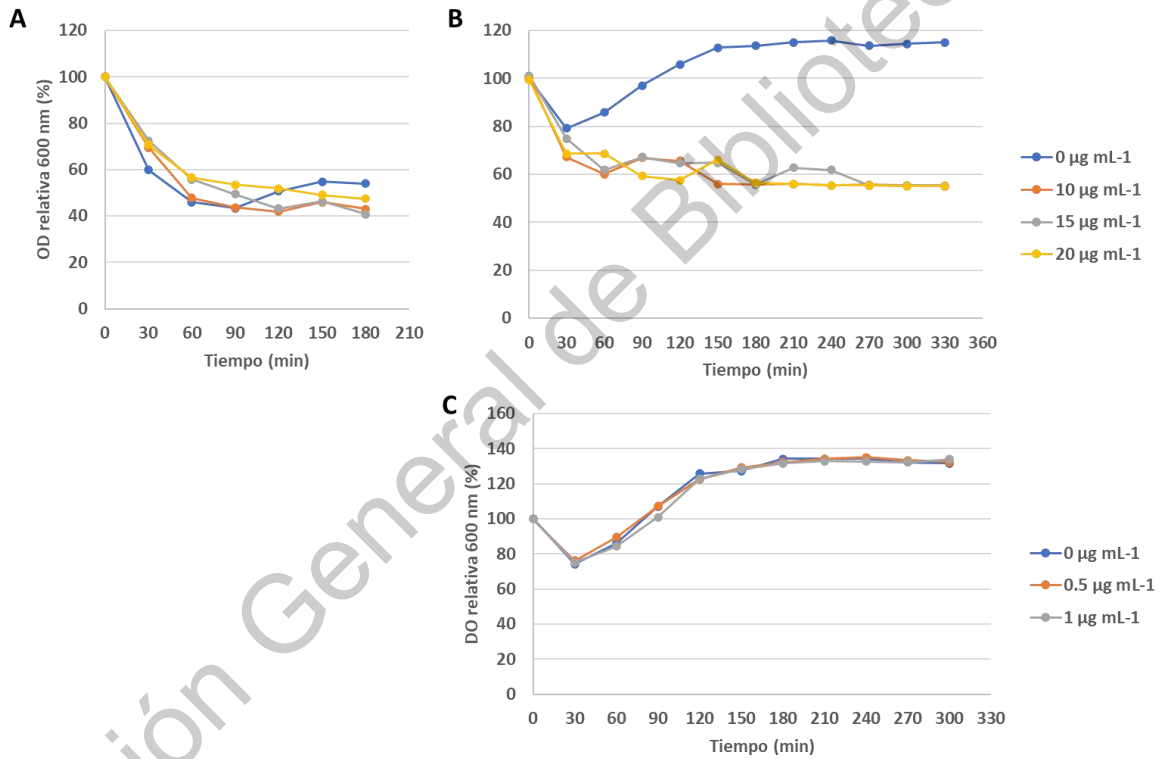 A
120
100
80
60
40
20
0
OD relativa 600 nm (%)
0 30 60 90 120 150 180 210
Tiempo (min)
B
120
100
80
60
40
20
0
0 30 60 90 120 150 180 210 240 270 300 330 360
Tiempo (min)
0 µg mL-1
10 µg mL-1
15 µg mL-1
20 µg mL-1
C
160
140
120
100
80
60
40
20
0
DO relativa 600 nm (%)
0 30 60 90 120 150 180 210 240 270 300 330
Tiempo (min)
0 µg mL-1
0.5 µg mL-1
1 µg mL-1
ión General de Bibliotec